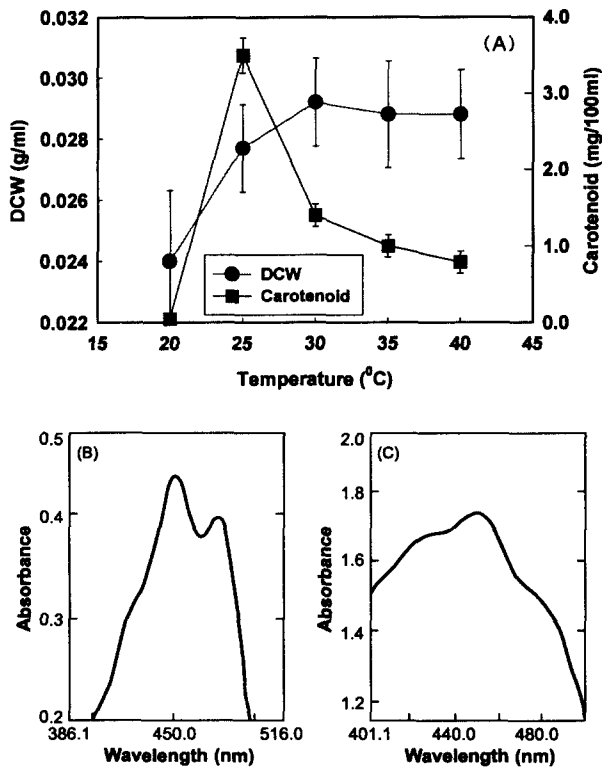 (A)
DCW (g/ml)
0.032
0.030
0.028
0.026
0.024
0.022
4.0
3.0
2.0
1.0
0.0
Carotenoid (mg/100ml)
DCW
Carotenoid
15 20 25 30 35 40 45
Temperature (⁰C)
(B)
Absorbance
0.5
0.4
0.3
0.2
386.1 450.0 516.0
Wavelength (nm)
(C)
Absorbance
2.0
1.8
1.6
1.4
1.2
401.1 440.0 480.0
Wavelength (nm)